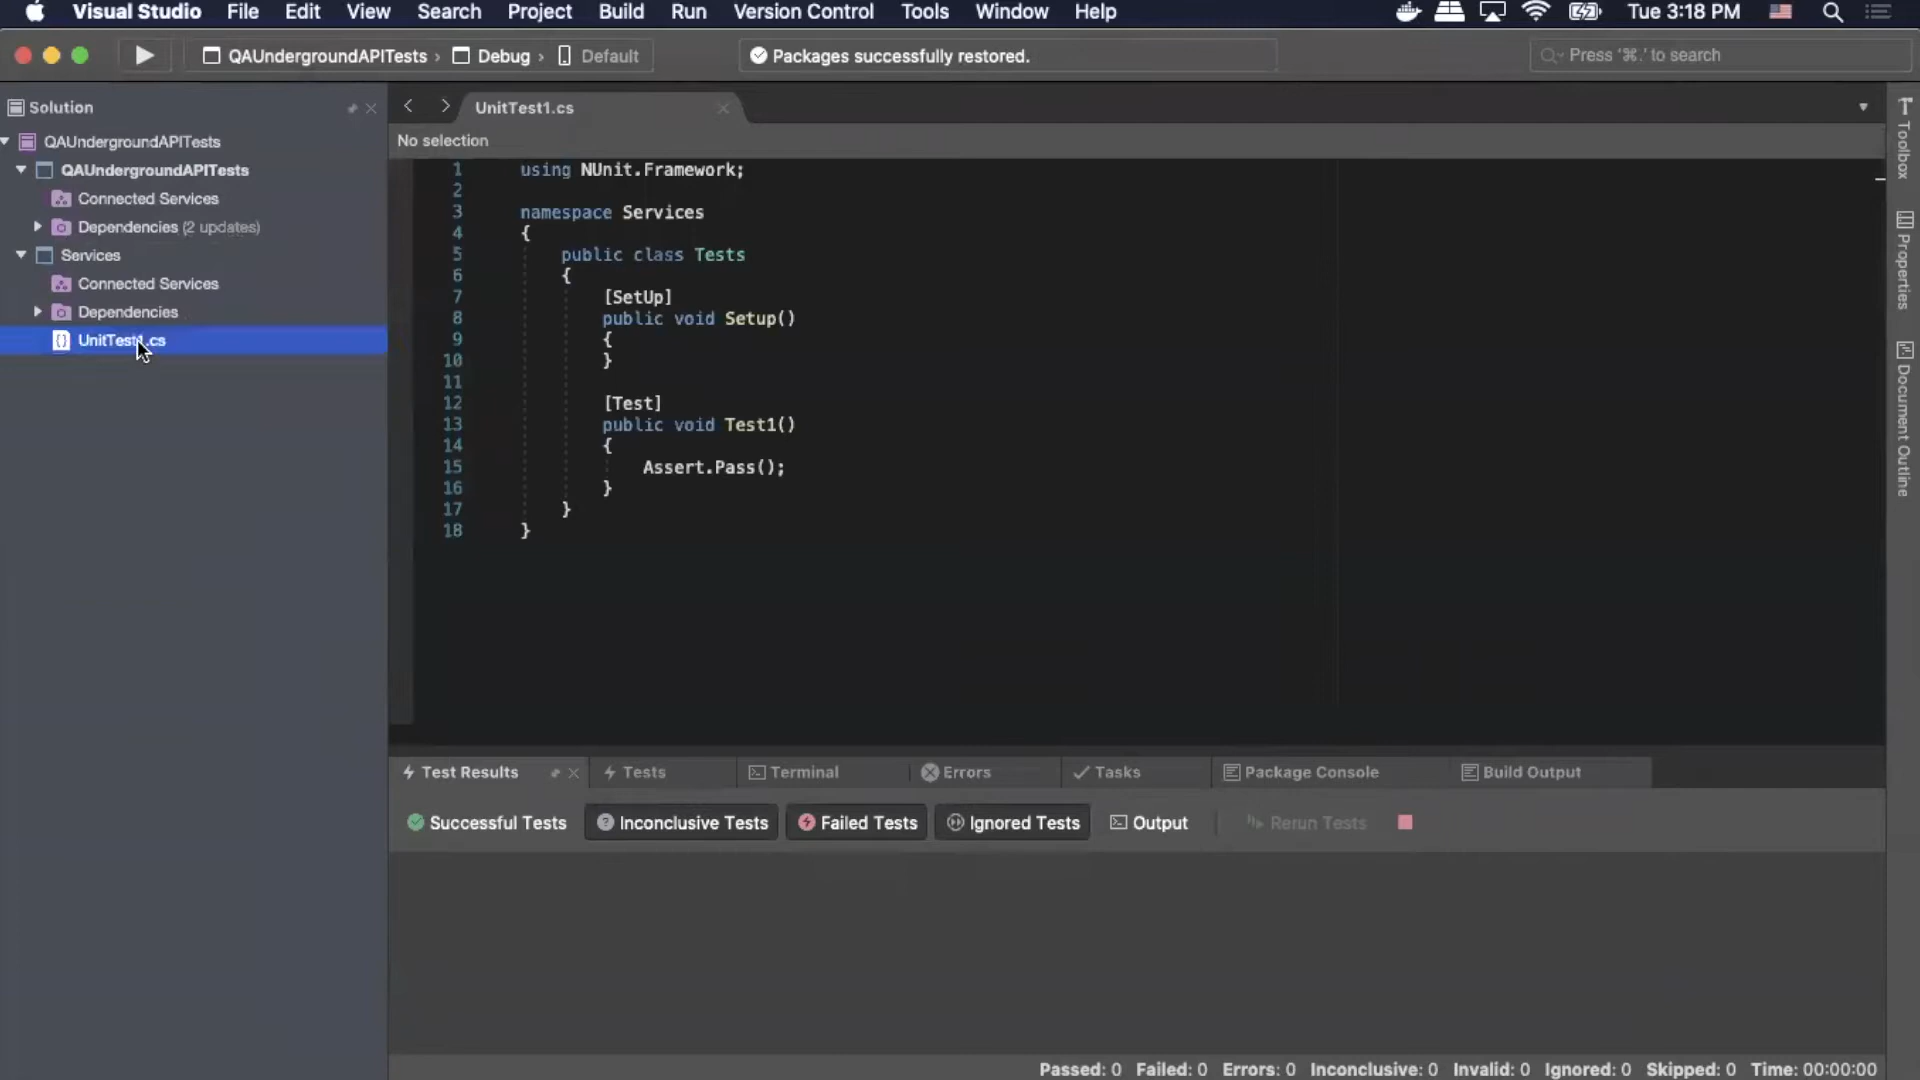 Visual Studio File Edit View Search Project Build Run Version Control Tools Window Help Tue 3:18 PM
QAUndergroundAPITests › Debug › Default
Packages successfully restored.
Press '⌘.' to search
Solution
QAUndergroundAPITests
QAUndergroundAPITests
Connected Services
Dependencies (2 updates)
Services
Connected Services
Dependencies
UnitTest1.cs
UnitTest1.cs
No selection
1 using NUnit.Framework;
2
3 namespace Services
4 {
5 public class Tests
6 {
7 [SetUp]
8 public void Setup()
9 {
10 }
11
12 [Test]
13 public void Test1()
14 {
15 Assert.Pass();
16 }
17 }
18 }
Toolbox
Properties
Document Outline
Test Results Tests Terminal Errors Tasks Package Console Build Output
Successful Tests Inconclusive Tests Failed Tests Ignored Tests Output Rerun Tests
Passed: 0 Failed: 0 Errors: 0 Inconclusive: 0 Invalid: 0 Ignored: 0 Skipped: 0 Time: 00:00:00